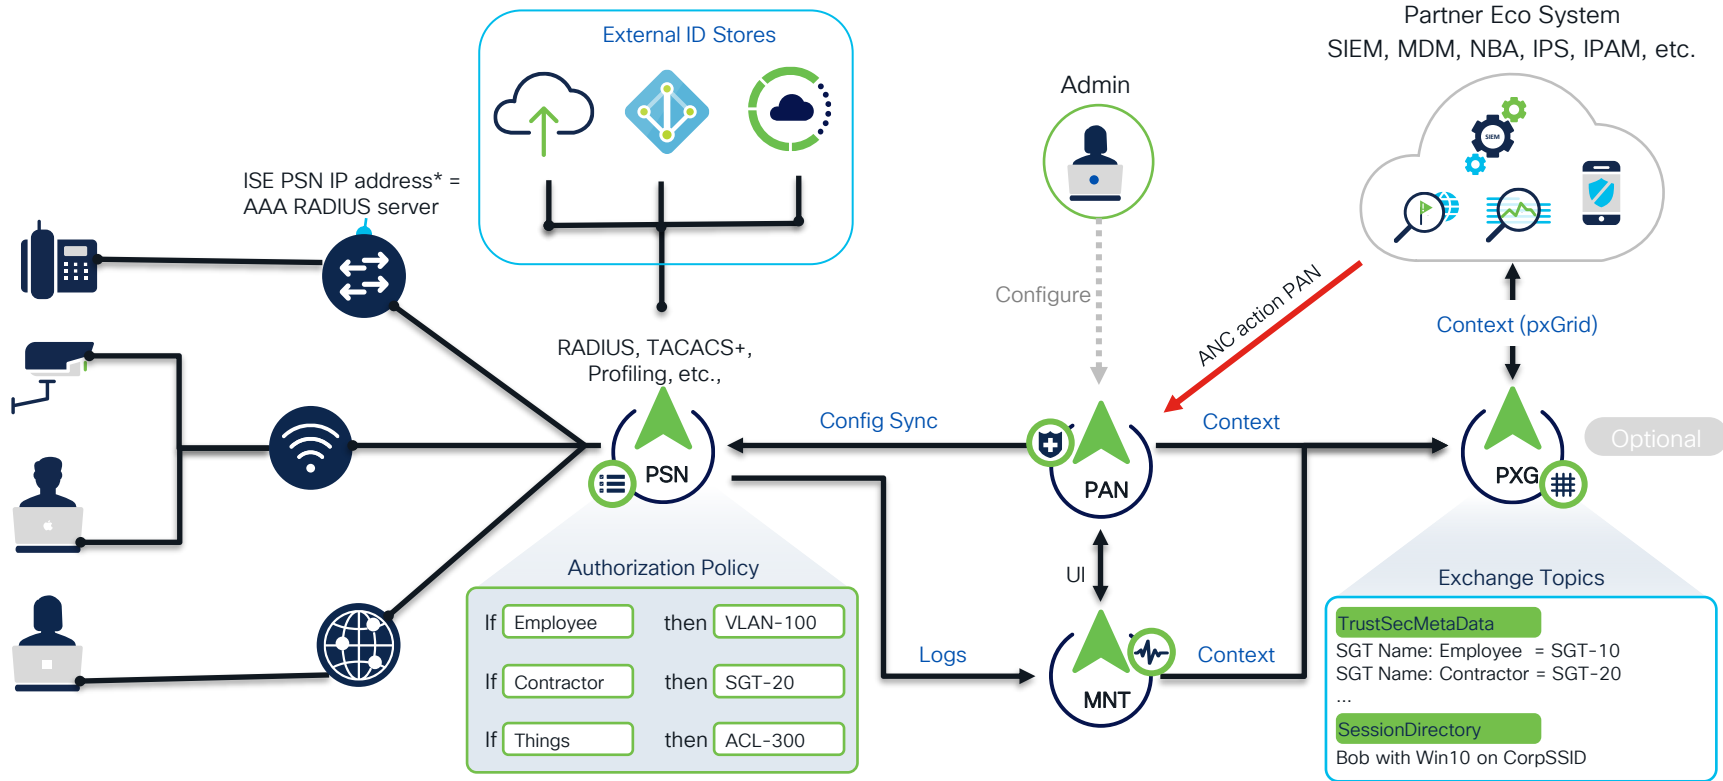 External ID Stores
Partner Eco System
SIEM, MDM, NBA, IPS, IPAM, etc.
Admin
SIEM
ISE PSN IP address* =
AAA RADIUS server
Configure
ANC action PAN
Context (pxGrid)
RADIUS, TACACS+,
Profiling, etc.,
Config Sync
Context
Optional
PSN
PAN
PXG
UI
Authorization Policy
If Employee then VLAN-100
If Contractor then SGT-20
If Things then ACL-300
Logs
Context
MNT
Exchange Topics
TrustSecMetaData
SGT Name: Employee = SGT-10
SGT Name: Contractor = SGT-20
...
SessionDirectory
Bob with Win10 on CorpSSID